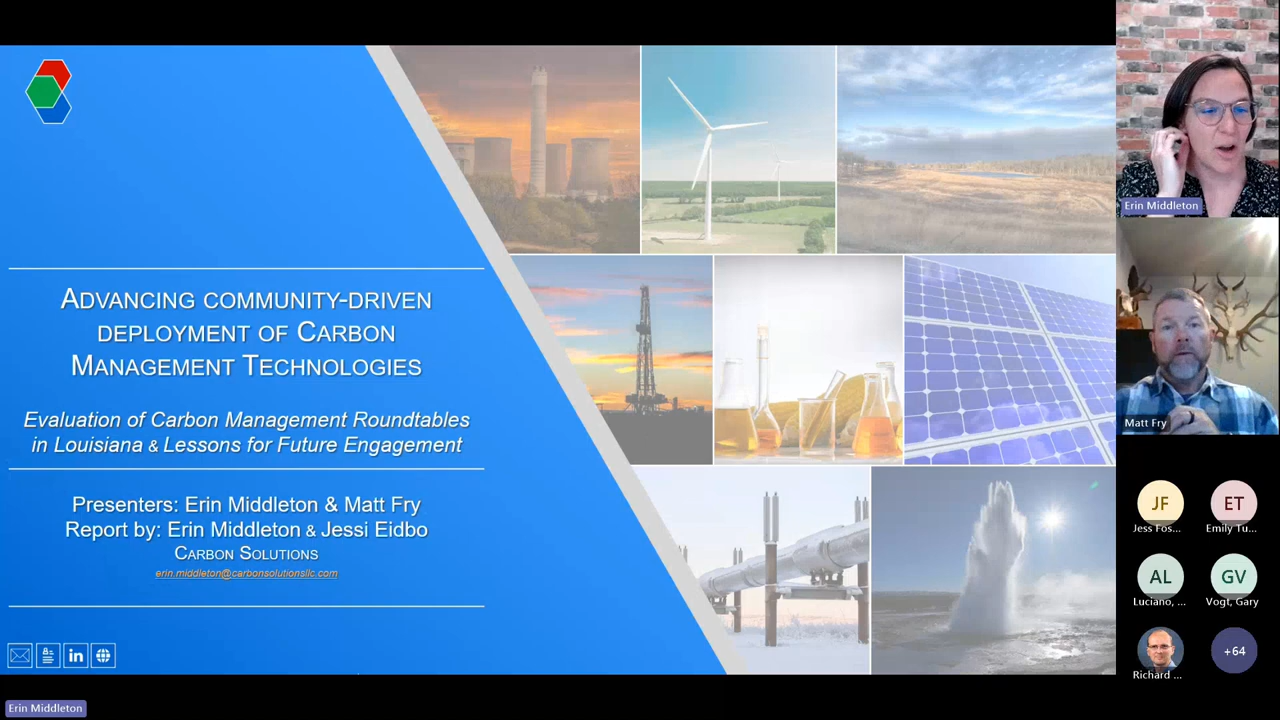 ADVANCING COMMUNITY-DRIVEN
DEPLOYMENT OF CARBON
MANAGEMENT TECHNOLOGIES
Evaluation of Carbon Management Roundtables
in Louisiana & Lessons for Future Engagement
Presenters: Erin Middleton & Matt Fry
Report by: Erin Middleton & Jessi Eidbo
CARBON SOLUTIONS
erin.middleton@carbonsolutionsllc.com
in
Erin Middleton
Erin Middleton
Matt Fry
JF
ET
Jess Fos...
Emily Tu...
AL
GV
Luciano, ...
Vogt, Gary
+64
Richard ...